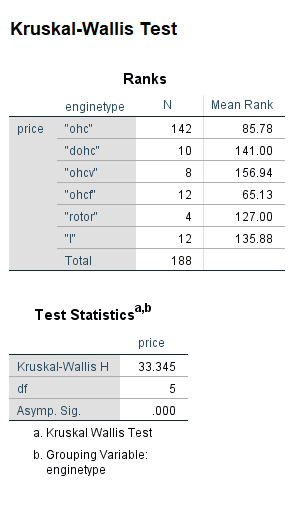 Kruskal-Wallis Test
Ranks
enginetype N Mean Rank
price "ohc" 142 85.78
"dohc" 10 141.00
"ohcv" 8 156.94
"ohcf" 12 65.13
"rotor" 4 127.00
"l" 12 135.88
Total 188
Test Statisticsa,b
price
Kruskal-Wallis H 33.345
df 5
Asymp. Sig. .000
a. Kruskal Wallis Test
b. Grouping Variable:
enginetype